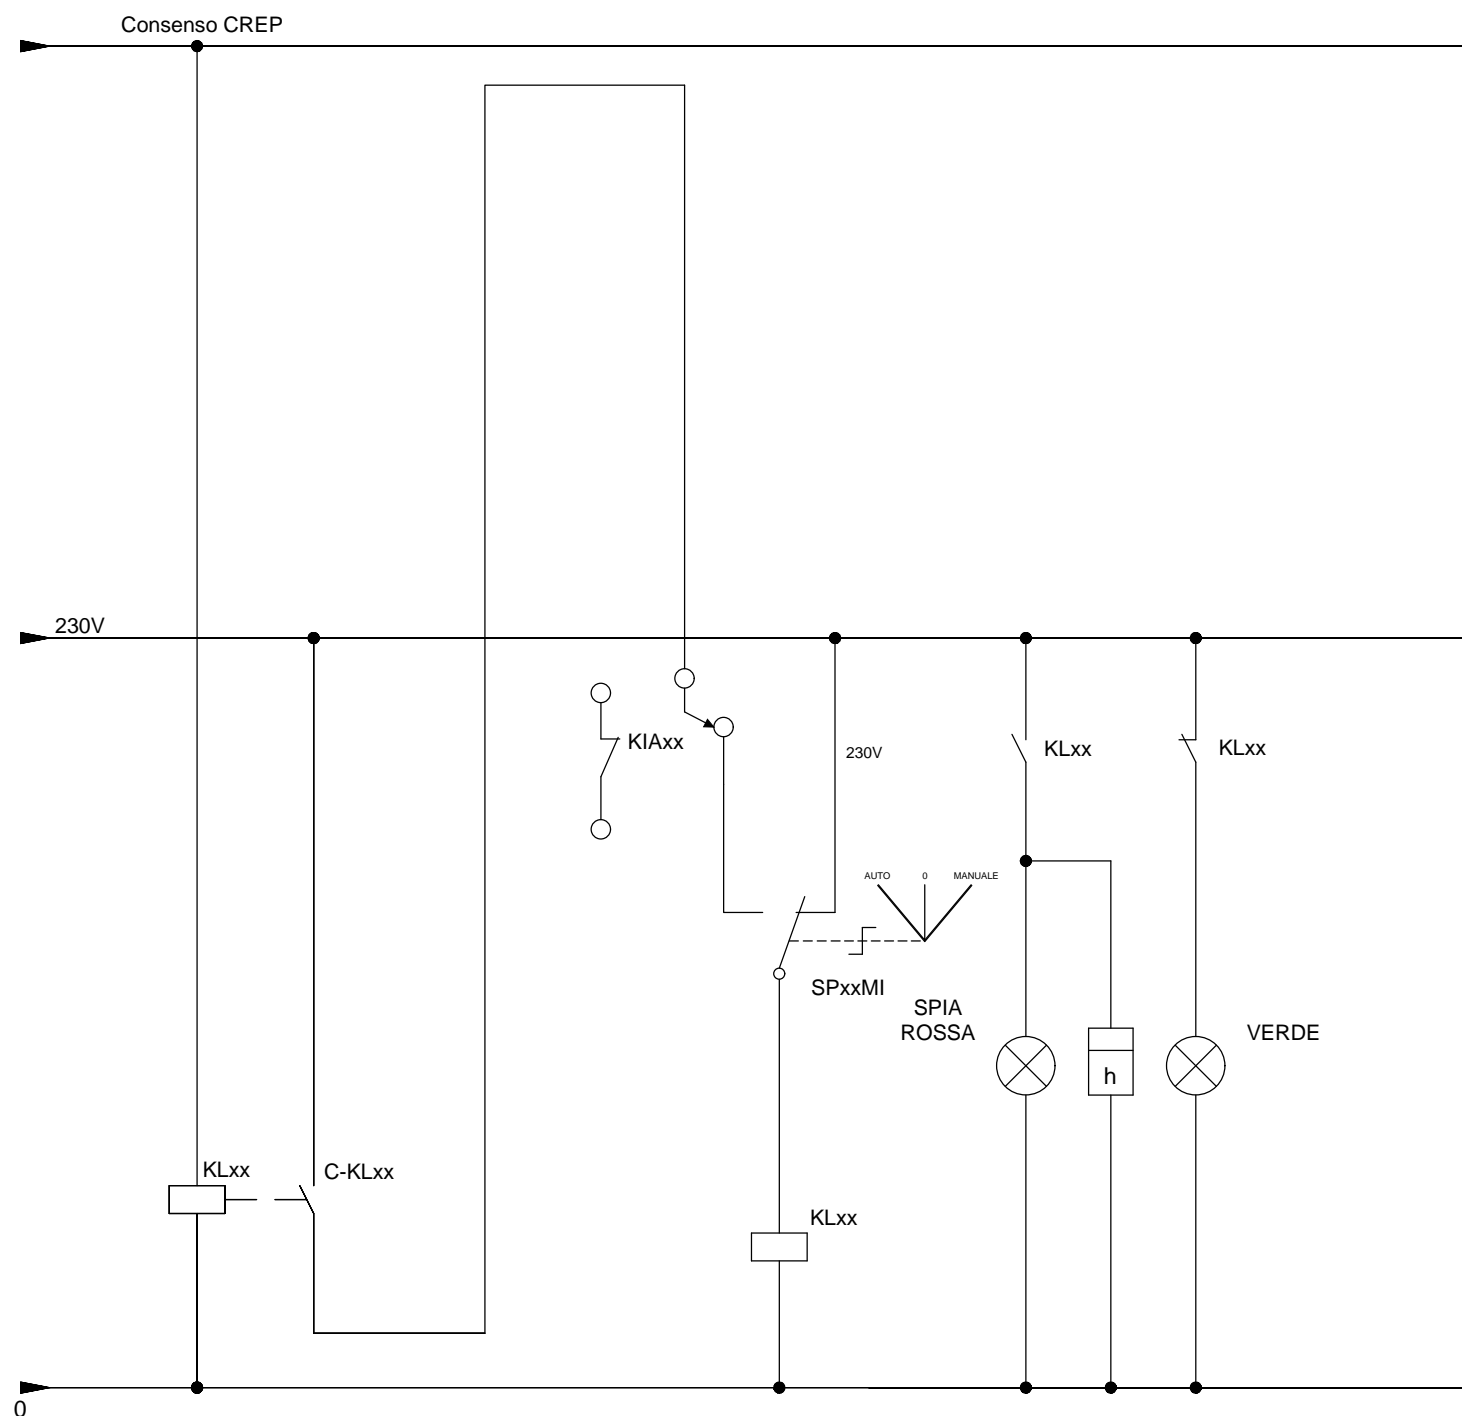 Consenso CREP
230V
KIAxx
230V
KLxx
KLxx
AUTO
0
MANUALE
SPxxMI
SPIA
ROSSA
VERDE
h
KLxx
C-KLxx
KLxx
0